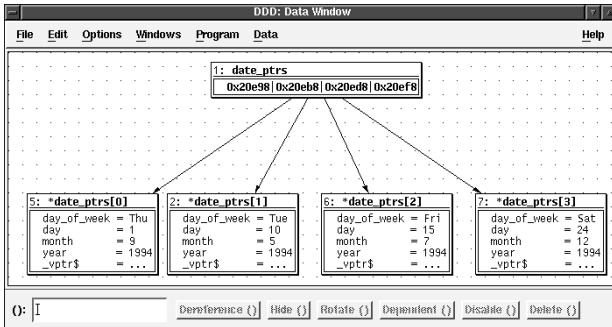 DDD: Data Window
File Edit Options Windows Program Data Help
1: date_ptrs
0x20e98|0x20eb8|0x20ed8|0x20ef8
5: *date_ptrs[0]
day_of_week = Thu
day = 1
month = 9
year = 1994
_vptr$ = ...
2: *date_ptrs[1]
day_of_week = Tue
day = 10
month = 5
year = 1994
_vptr$ = ...
6: *date_ptrs[2]
day_of_week = Fri
day = 15
month = 7
year = 1994
_vptr$ = ...
7: *date_ptrs[3]
day_of_week = Sat
day = 24
month = 12
year = 1994
_vptr$ = ...
(): Dereference () Hide () Rotate () Dependent () Disable () Delete ()